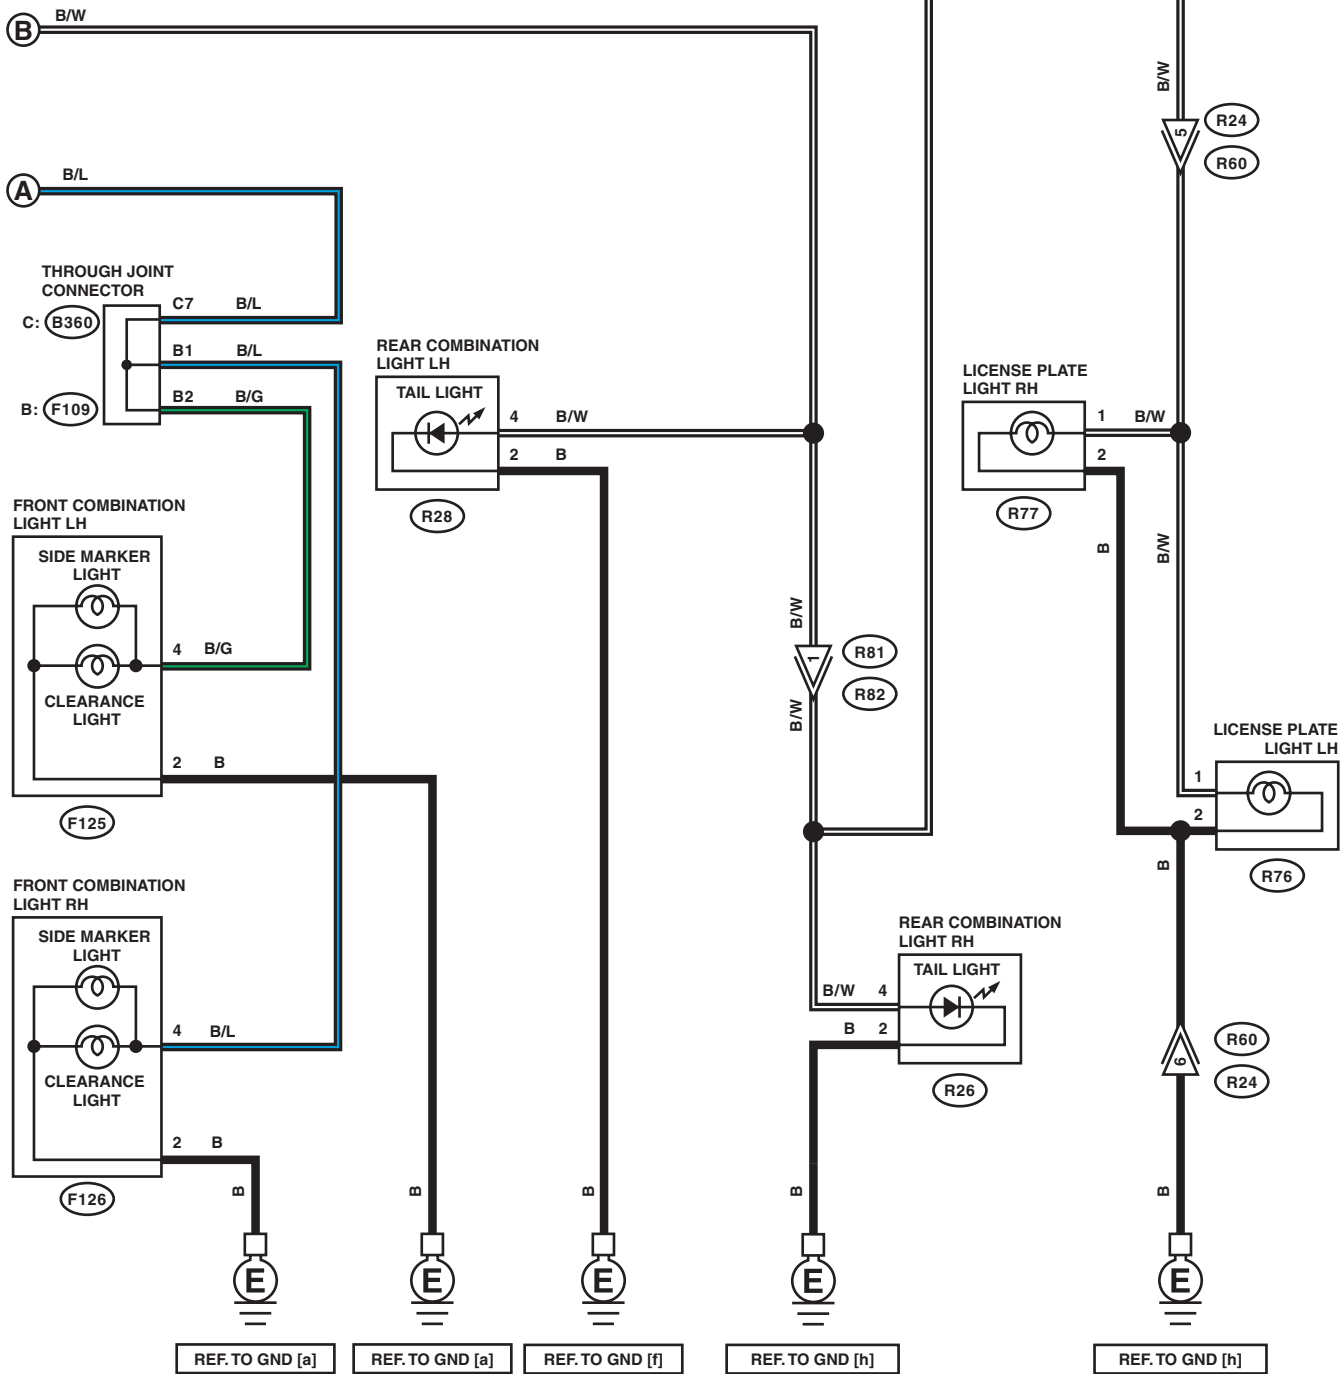 B
B/W
B/W
5
R24
R60
A
B/L
THROUGH JOINT
CONNECTOR
C: B360
C7 B/L
B1 B/L
B: F109
B2 B/G
REAR COMBINATION
LIGHT LH
TAIL LIGHT
4 B/W
2 B
R28
LICENSE PLATE
LIGHT RH
1 B/W
2
R77
B
B/W
FRONT COMBINATION
LIGHT LH
SIDE MARKER
LIGHT
4 B/G
CLEARANCE
LIGHT
2 B
F125
B/W
1
R81
R82
B/W
LICENSE PLATE
LIGHT LH
1
2
R76
B
FRONT COMBINATION
LIGHT RH
SIDE MARKER
LIGHT
4 B/L
CLEARANCE
LIGHT
2 B
F126
REAR COMBINATION
LIGHT RH
TAIL LIGHT
B/W 4
B 2
R26
R60
6
R24
B
B
B
B
B
E
E
E
E
E
REF. TO GND [a]
REF. TO GND [a]
REF. TO GND [f]
REF. TO GND [h]
REF. TO GND [h]